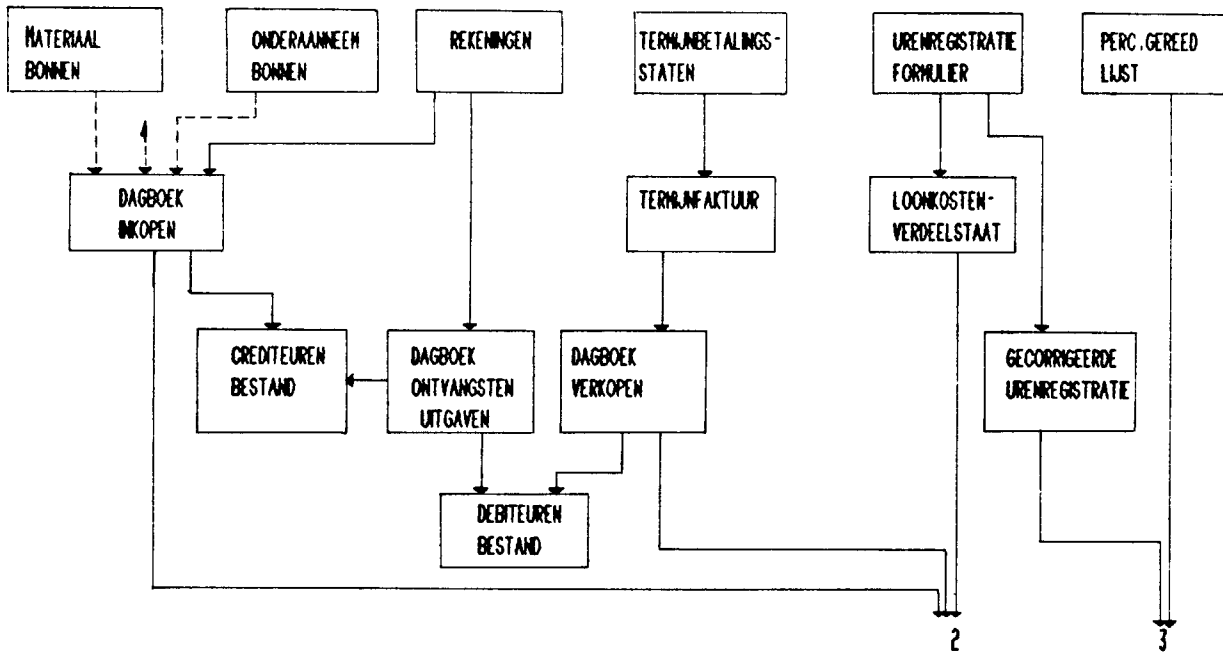 MATERIAAL
BONNEN
ONDERAANNEEM
BONNEN
REKENINGEN
TERMIJNBETALINGS-
STATEN
URENREGISTRATIE
FORMULIER
PERC.GEREED
LIJST
DAGBOEK
INKOPEN
TERMIJNFAKTUUR
LOONKOSTEN-
VERDEELSTAAT
CREDITEUREN
BESTAND
DAGBOEK
ONTVANGSTEN
UITGAVEN
DAGBOEK
VERKOPEN
GECORRIGEERDE
URENREGISTRATIE
DEBITEUREN
BESTAND
2
3